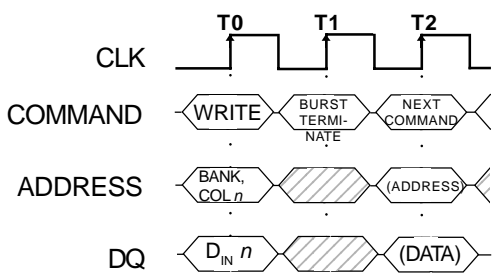 T0 T1 T2
CLK
COMMAND WRITE BURST TERMI- NATE NEXT COMMAND
ADDRESS BANK, COL n (ADDRESS)
DQ DIN n (DATA)